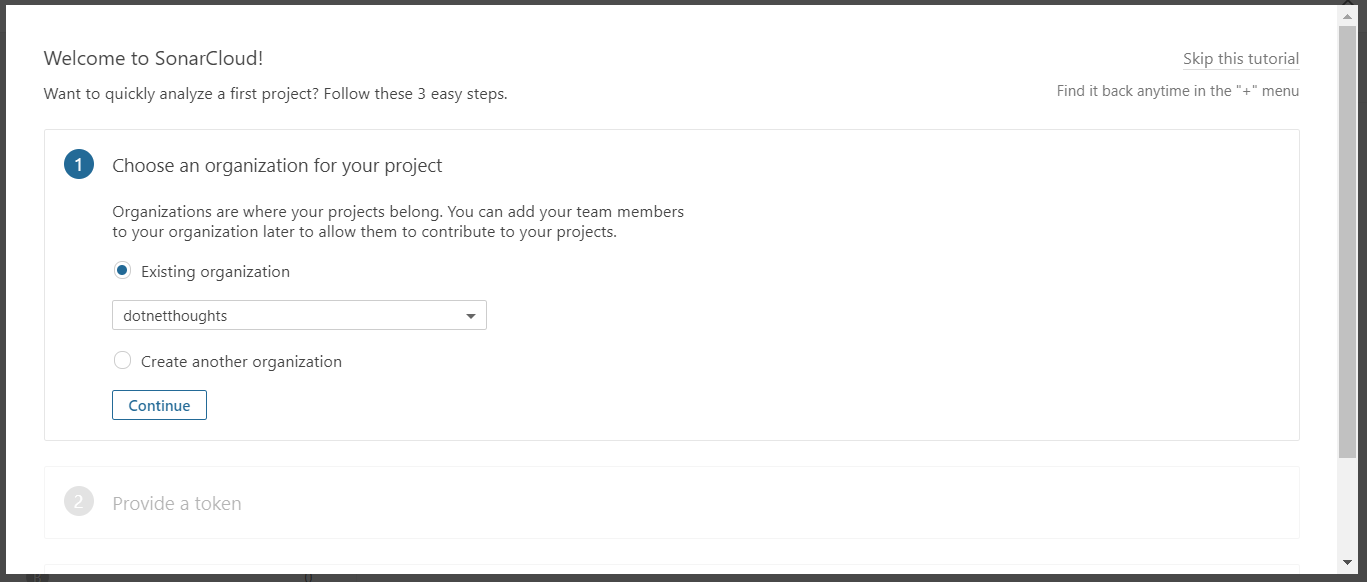 Welcome to SonarCloud!
Skip this tutorial
Want to quickly analyze a first project? Follow these 3 easy steps.
Find it back anytime in the "+" menu
1 Choose an organization for your project
Organizations are where your projects belong. You can add your team members
to your organization later to allow them to contribute to your projects.
Existing organization
dotnetthoughts
Create another organization
Continue
2 Provide a token